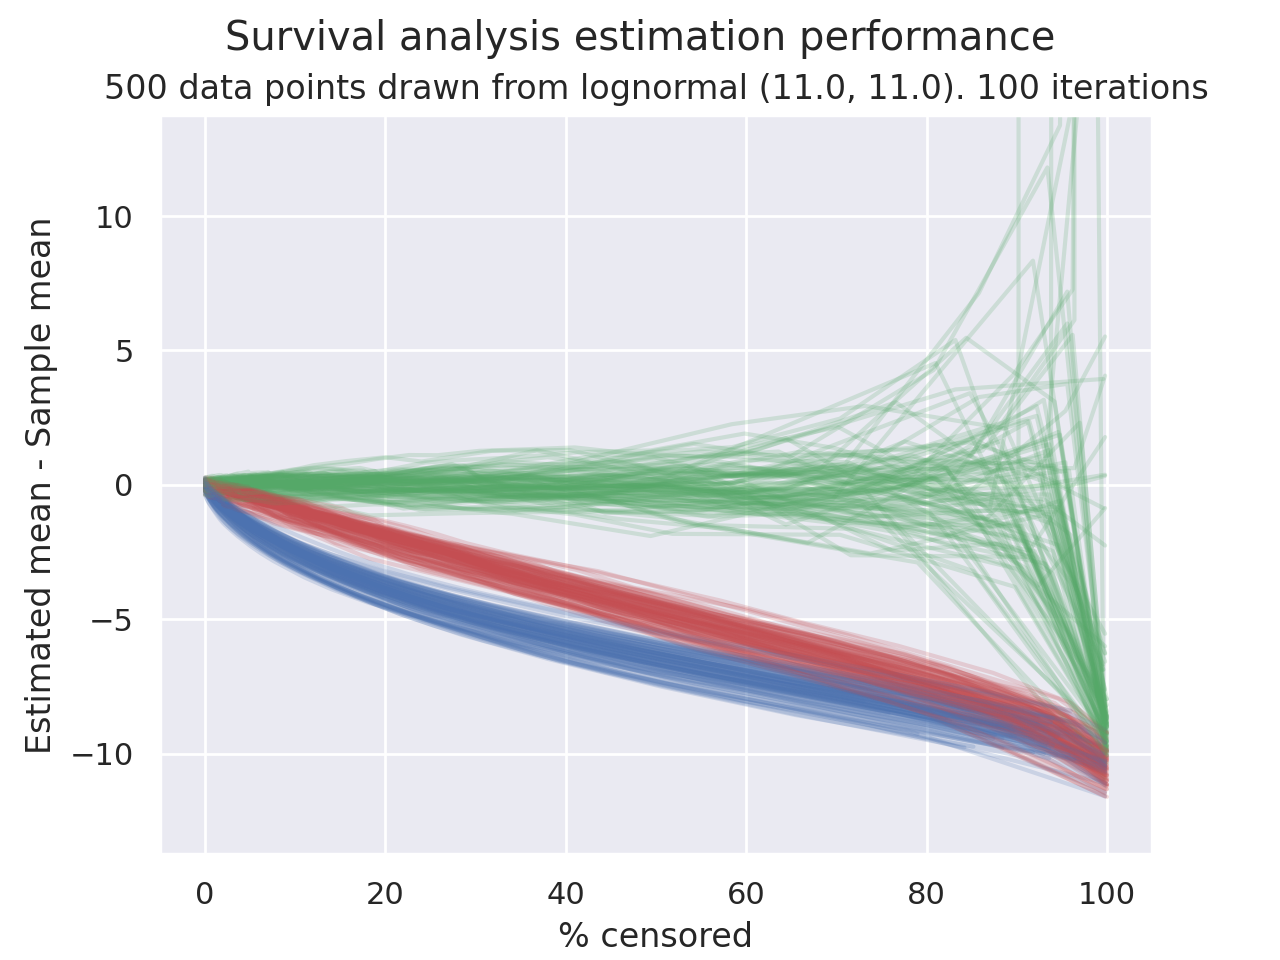 Survival analysis estimation performance
500 data points drawn from lognormal (11.0, 11.0). 100 iterations
Estimated mean - Sample mean
10
5
0
−5
−10
0 20 40 60 80 100
% censored